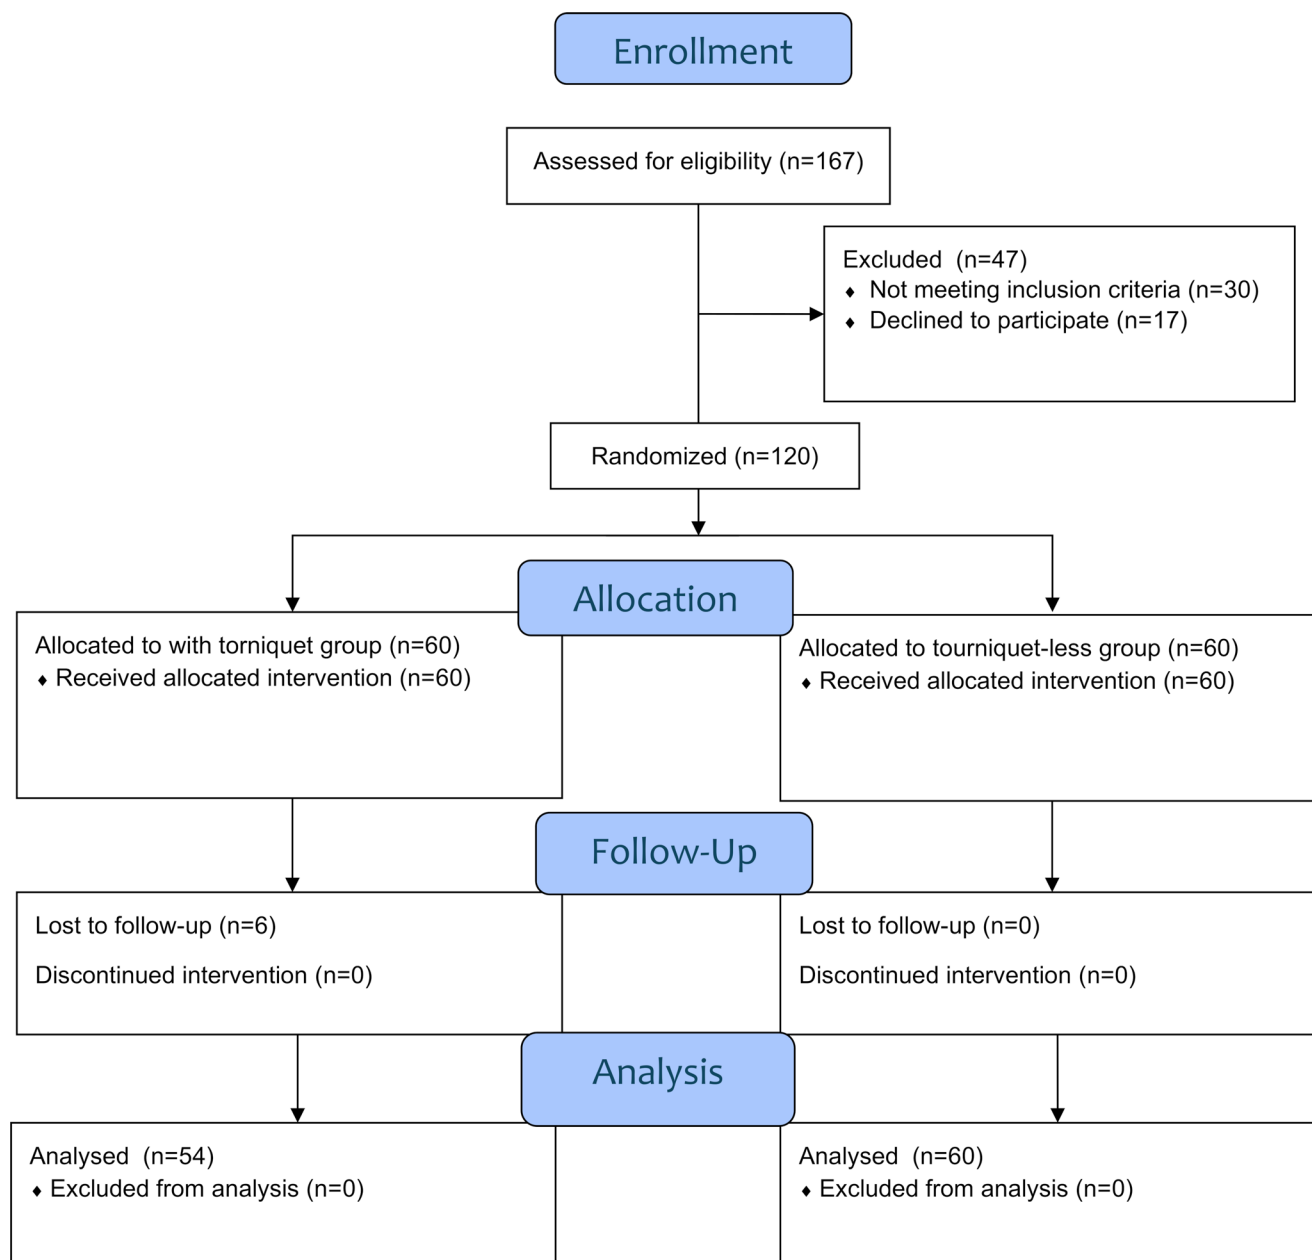 Enrollment
Assessed for eligibility (n=167)
Excluded (n=47)
♦ Not meeting inclusion criteria (n=30)
♦ Declined to participate (n=17)
Randomized (n=120)
Allocation
Allocated to with torniquet group (n=60)
♦ Received allocated intervention (n=60)
Allocated to tourniquet-less group (n=60)
♦ Received allocated intervention (n=60)
Follow-Up
Lost to follow-up (n=6)
Discontinued intervention (n=0)
Lost to follow-up (n=0)
Discontinued intervention (n=0)
Analysis
Analysed (n=54)
♦ Excluded from analysis (n=0)
Analysed (n=60)
♦ Excluded from analysis (n=0)